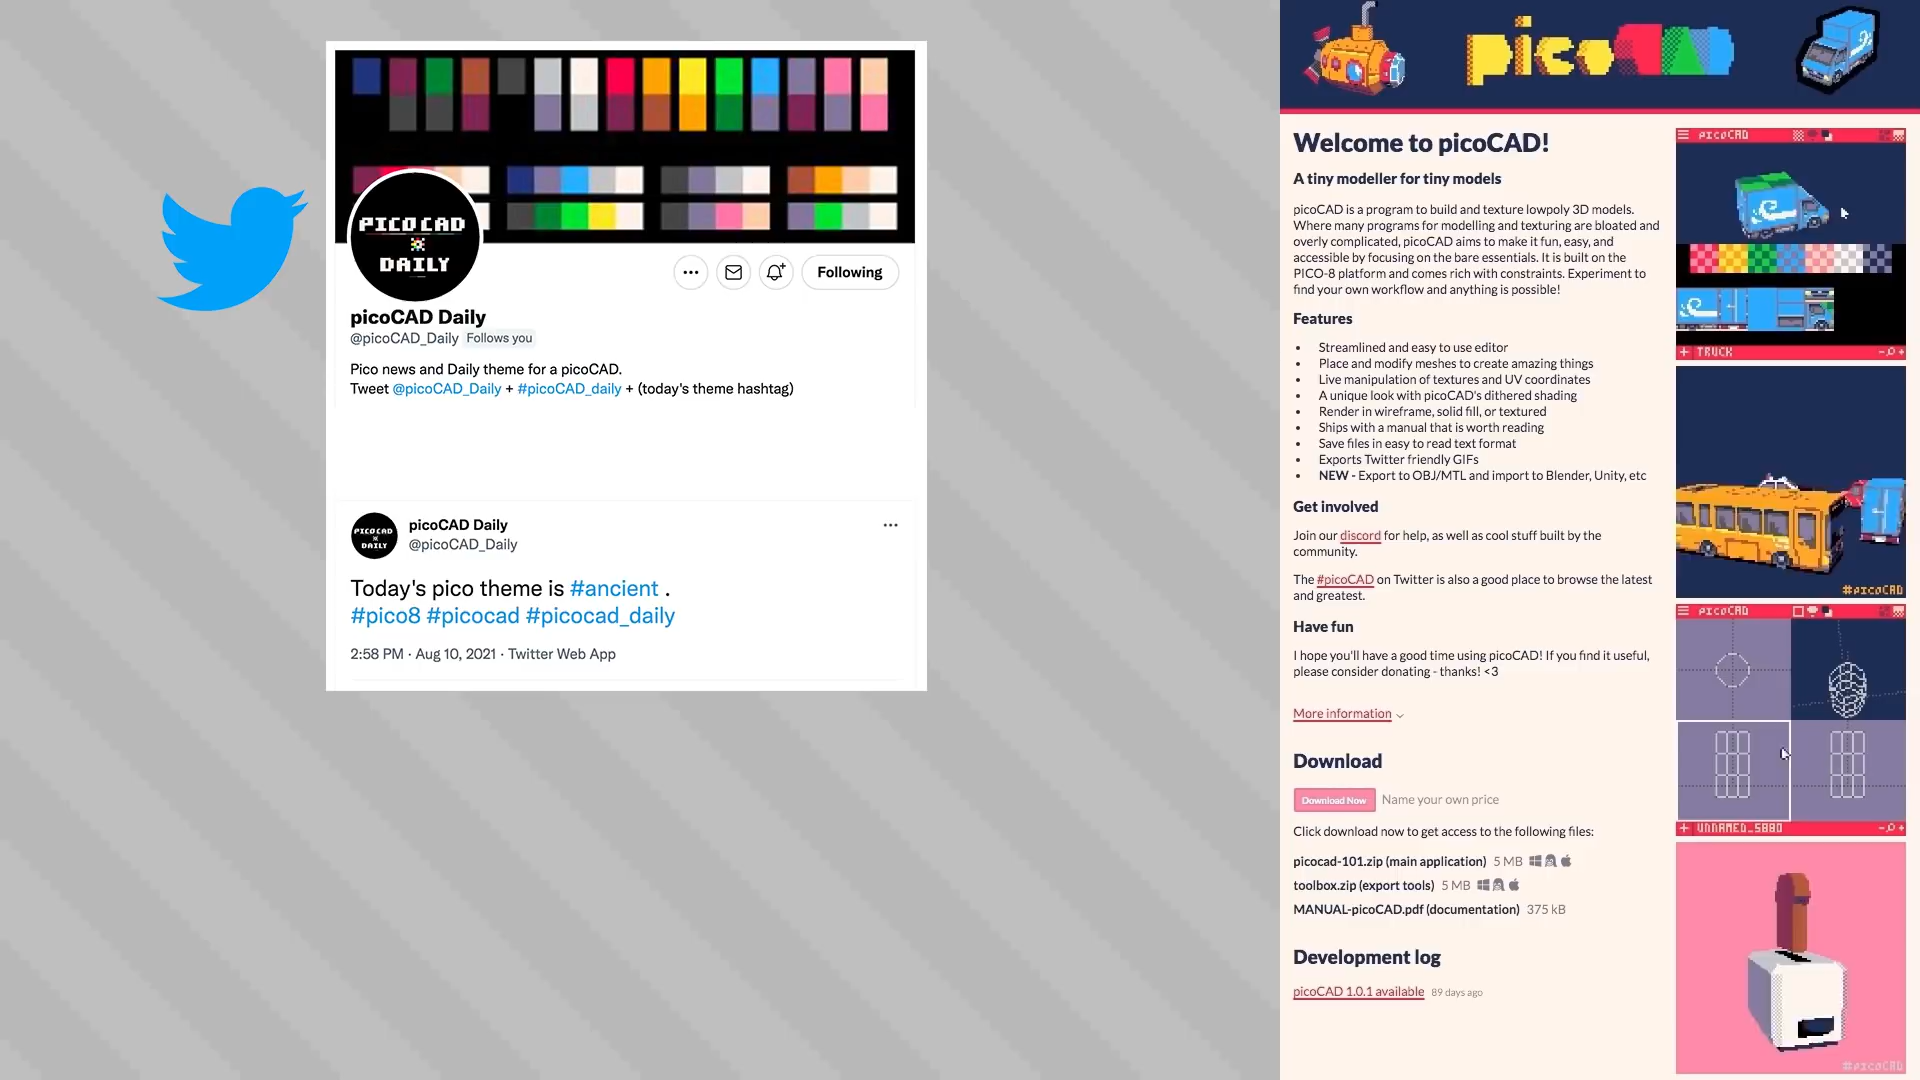 PICOCAD
DAILY
Following
picoCAD Daily
@picoCAD_Daily Follows you
Pico news and Daily theme for a picoCAD.
Tweet @picoCAD_Daily + #picoCAD_daily + (today's theme hashtag)
PICOCAD
DAILY
picoCAD Daily
@picoCAD_Daily
Today's pico theme is #ancient .
#pico8 #picocad #picocad_daily
2:58 PM · Aug 10, 2021 · Twitter Web App
picoCAD
Welcome to picoCAD!
A tiny modeller for tiny models
picoCAD is a program to build and texture lowpoly 3D models.
Where many programs for modelling and texturing are bloated and
overly complicated, picoCAD aims to make it fun, easy, and
accessible by focusing on the bare essentials. It is built on the
PICO-8 platform and comes rich with constraints. Experiment to
find your own workflow and anything is possible!
Features
• Streamlined and easy to use editor
• Place and modify meshes to create amazing things
• Live manipulation of textures and UV coordinates
• A unique look with picoCAD's dithered shading
• Render in wireframe, solid fill, or textured
• Ships with a manual that is worth reading
• Save files in easy to read text format
• Exports Twitter friendly GIFs
• NEW - Export to OBJ/MTL and import to Blender, Unity, etc
Get involved
Join our discord for help, as well as cool stuff built by the
community.
The #picoCAD on Twitter is also a good place to browse the latest
and greatest.
Have fun
I hope you'll have a good time using picoCAD! If you find it useful,
please consider donating - thanks! <3
More information
Download
Download Now Name your own price
Click download now to get access to the following files:
picocad-101.zip (main application) 5 MB
toolbox.zip (export tools) 5 MB
MANUAL-picoCAD.pdf (documentation) 375 kB
Development log
picoCAD 1.0.1 available 89 days ago
PICOCAD
TRUCK
#PICOCAD
PICOCAD
UNNAMED_5880
#PICOCAD